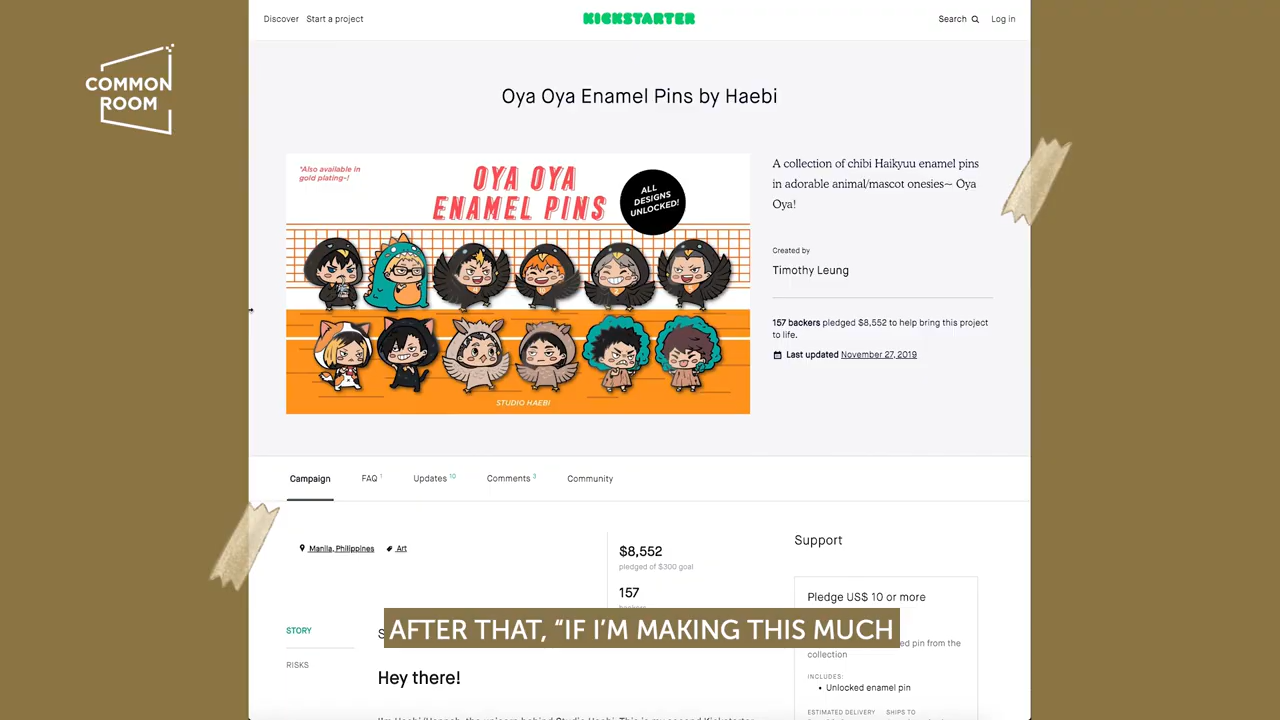 Discover Start a project
KICKSTARTER
Search
Log in
COMMON
ROOM
Oya Oya Enamel Pins by Haebi
*Also available in
gold plating~!
OYA OYA
ENAMEL PINS
ALL
DESIGNS
UNLOCKED!
STUDIO HAEBI
A collection of chibi Haikyuu enamel pins
in adorable animal/mascot onesies~ Oya
Oya!
Created by
Timothy Leung
157 backers pledged $8,552 to help bring this project
to life.
Last updated November 27, 2019
Campaign
FAQ 1
Updates 10
Comments 3
Community
Manila, Philippines
Art
$8,552
pledged of $300 goal
157
Support
Pledge US$ 10 or more
AFTER THAT, “IF I’M MAKING THIS MUCH
pin from the
collection
INCLUDES:
• Unlocked enamel pin
ESTIMATED DELIVERY SHIPS TO
STORY
RISKS
Hey there!